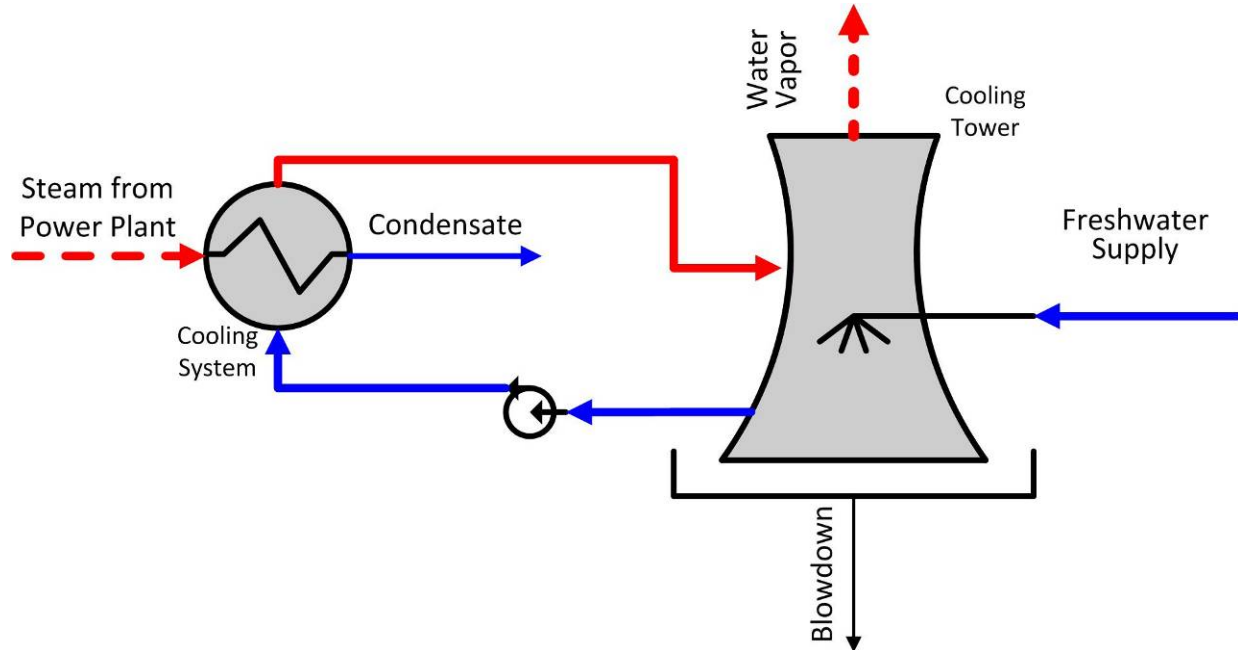 Water
Vapor
Cooling
Tower
Steam from
Power Plant
Condensate
Freshwater
Supply
Cooling
System
Blowdown